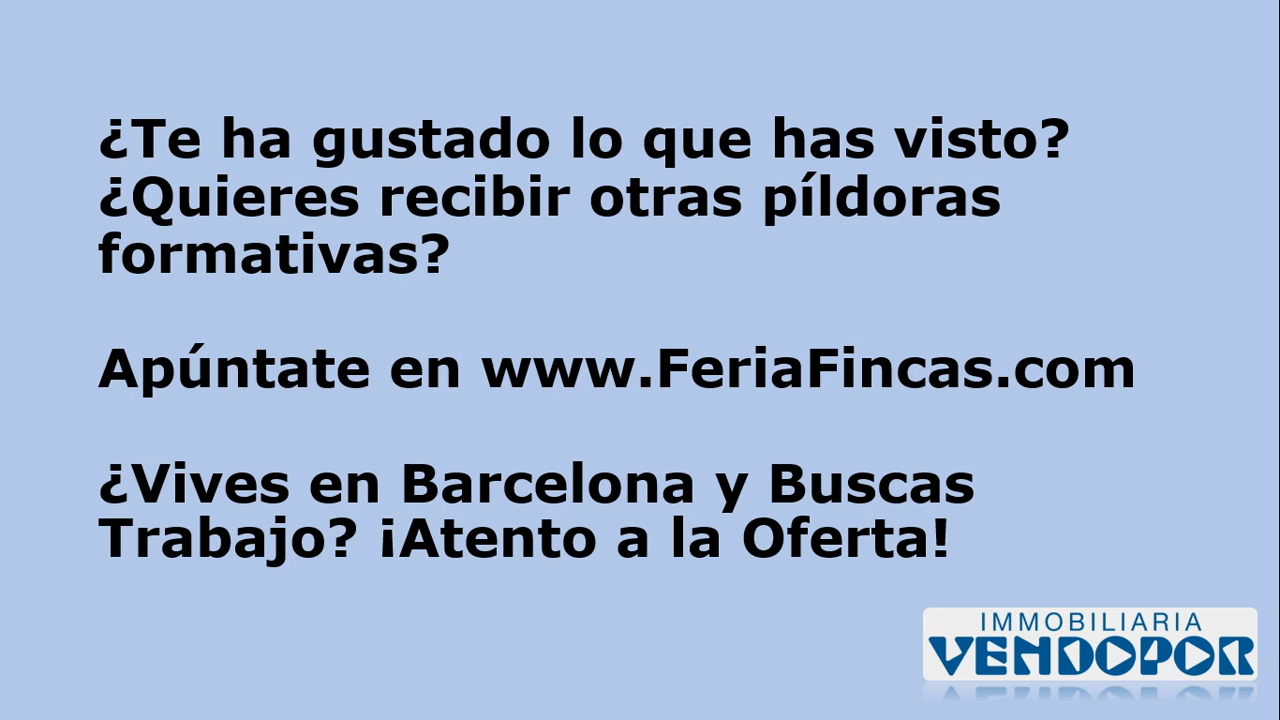 ¿Te ha gustado lo que has visto?
¿Quieres recibir otras píldoras
formativas?
Apúntate en www.FeriaFincas.com
¿Vives en Barcelona y Buscas
Trabajo? ¡Atento a la Oferta!
IMMOBILIARIA
VENDOPOR